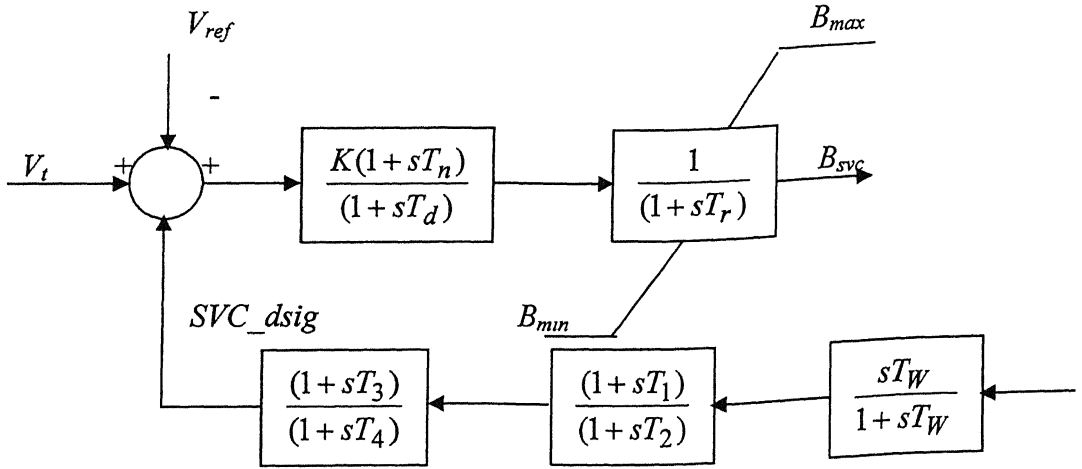 V_ref
B_max
-
V_t
+
+
K(1+sT_n)
(1+sT_d)
1
(1+sT_r)
B_svc
SVC_dsig
B_min
(1+sT_3)
(1+sT_4)
(1+sT_1)
(1+sT_2)
sT_W
1+sT_W